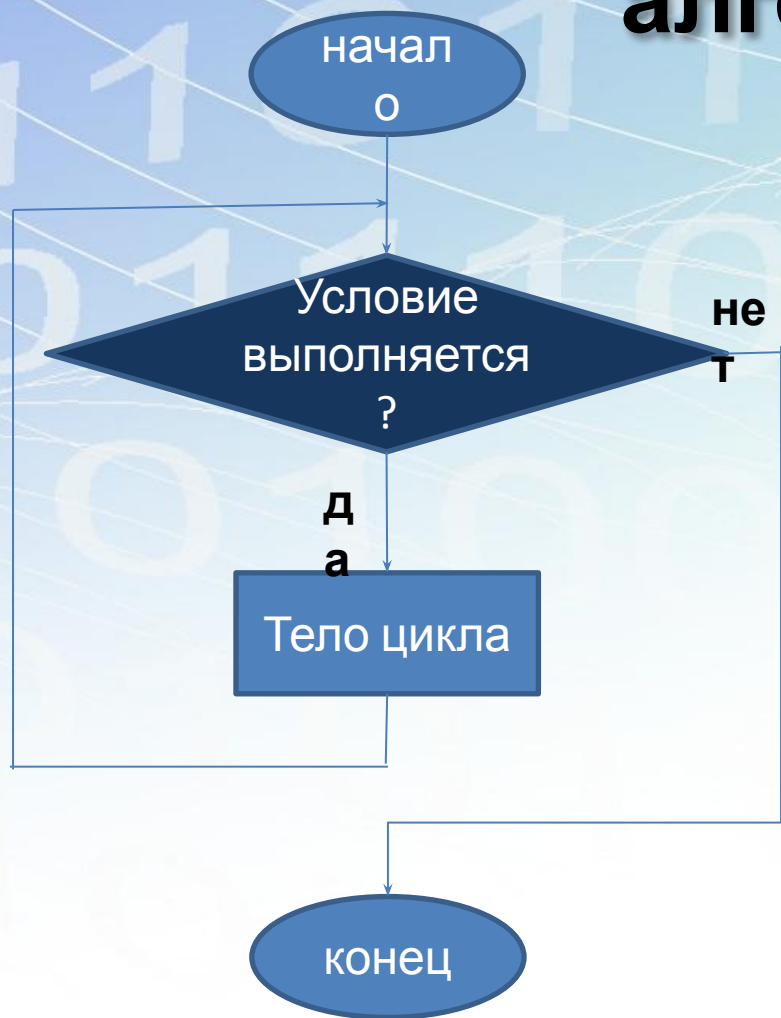 алг
начал
о
Условие
выполняется
?
не
т
д
а
Тело цикла
конец